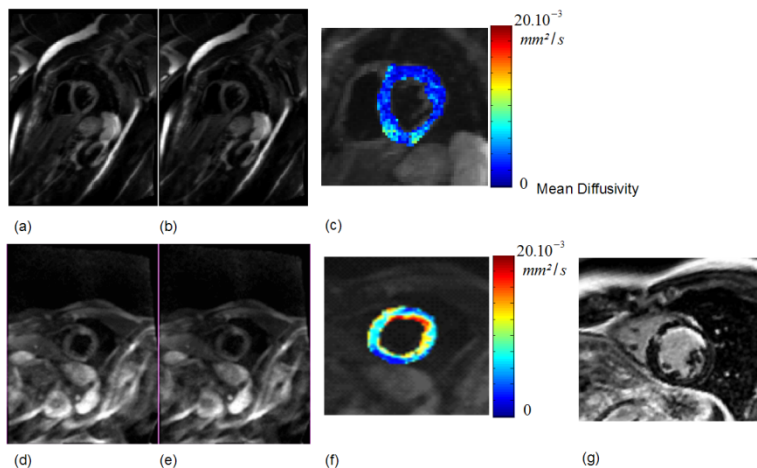 20.10⁻³
mm²/s
0 Mean Diffusivity
(a) (b) (c)
20.10⁻³
mm²/s
0
(d) (e) (f) (g)